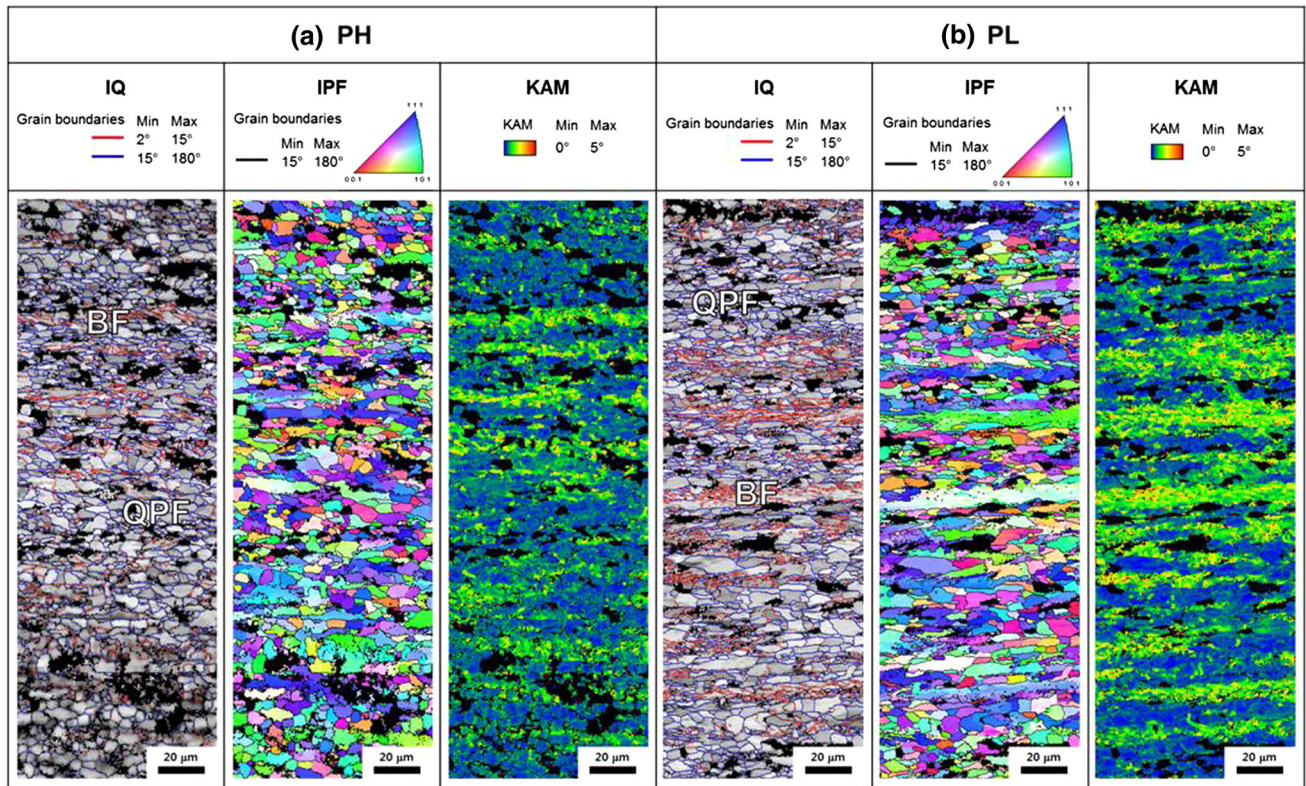 (a) PH
(b) PL
IQ
IPF
KAM
IQ
IPF
KAM
Grain boundaries Min Max
2° 15°
15° 180°
Grain boundaries
Min Max
15° 180°
111
001
101
KAM Min Max
0° 5°
Grain boundaries Min Max
2° 15°
15° 180°
Grain boundaries
Min Max
15° 180°
111
001
101
KAM Min Max
0° 5°
BF
QPF
QPF
BF
20 μm
20 μm
20 μm
20 μm
20 μm
20 μm